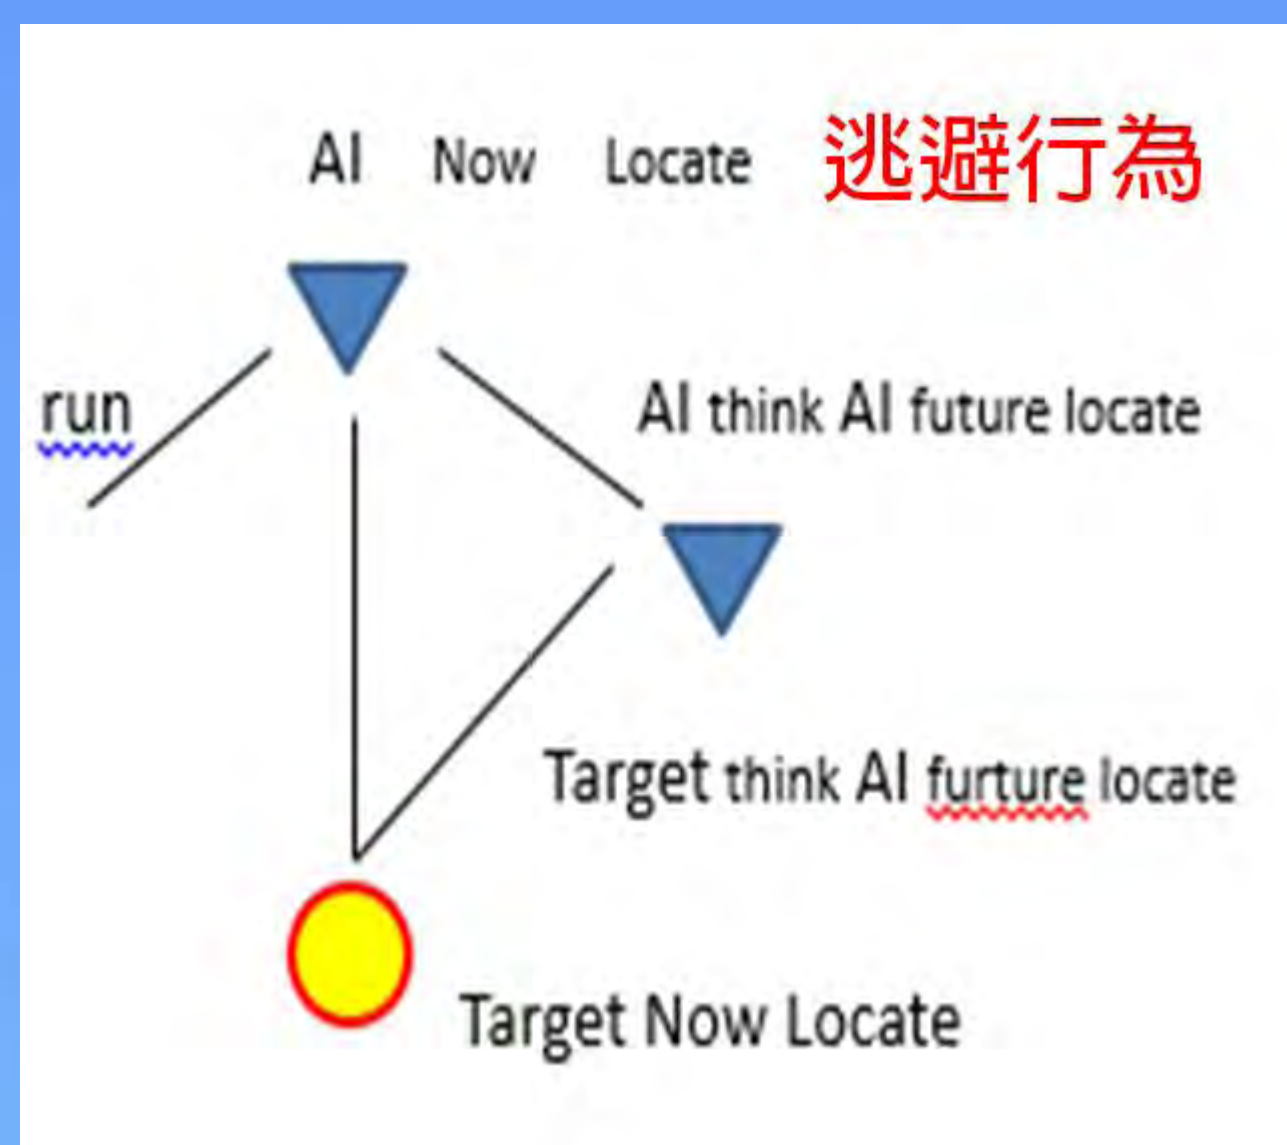 AI Now Locate 逃避行為
run
AI think AI future locate
Target think AI furture locate
Target Now Locate